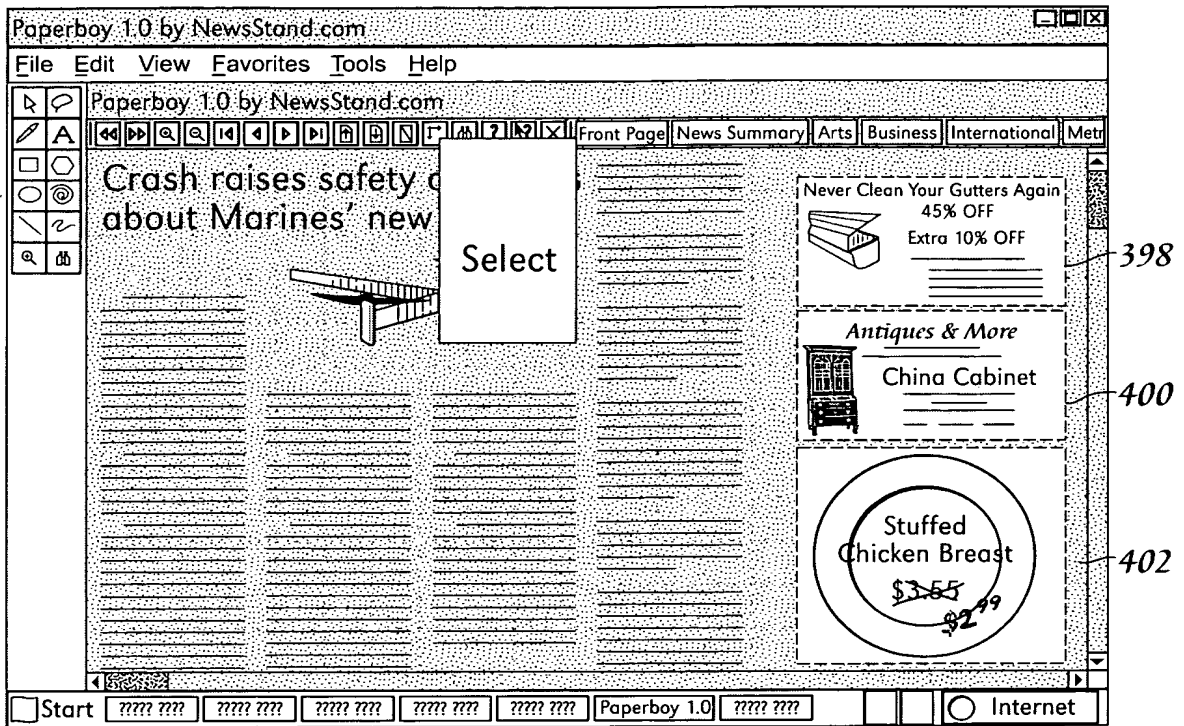 Paperboy 1.0 by NewsStand.com
File Edit View Favorites Tools Help
Paperboy 1.0 by NewsStand.com
A
?
?
Front Page News Summary Arts Business International Metr
Crash raises safety c s
about Marines' new
Select
Never Clean Your Gutters Again
45% OFF
Extra 10% OFF
398
Antiques & More
China Cabinet
400
Stuffed
Chicken Breast
$3.55
$2.99
402
Start ????? ???? ????? ???? ????? ???? ????? ???? ????? ???? Paperboy 1.0 ????? ???? Internet